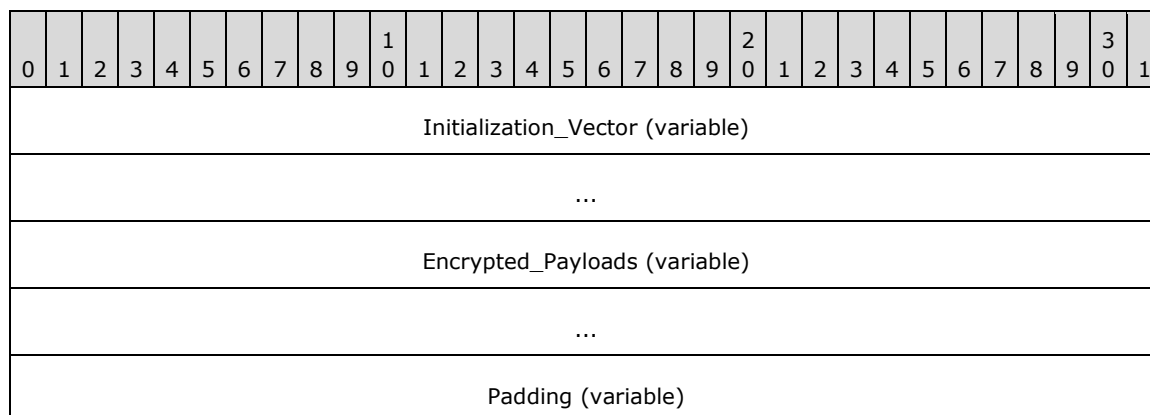 1 2 3
0 1 2 3 4 5 6 7 8 9 0 1 2 3 4 5 6 7 8 9 0 1 2 3 4 5 6 7 8 9 0 1
Initialization_Vector (variable)
...
Encrypted_Payloads (variable)
...
Padding (variable)